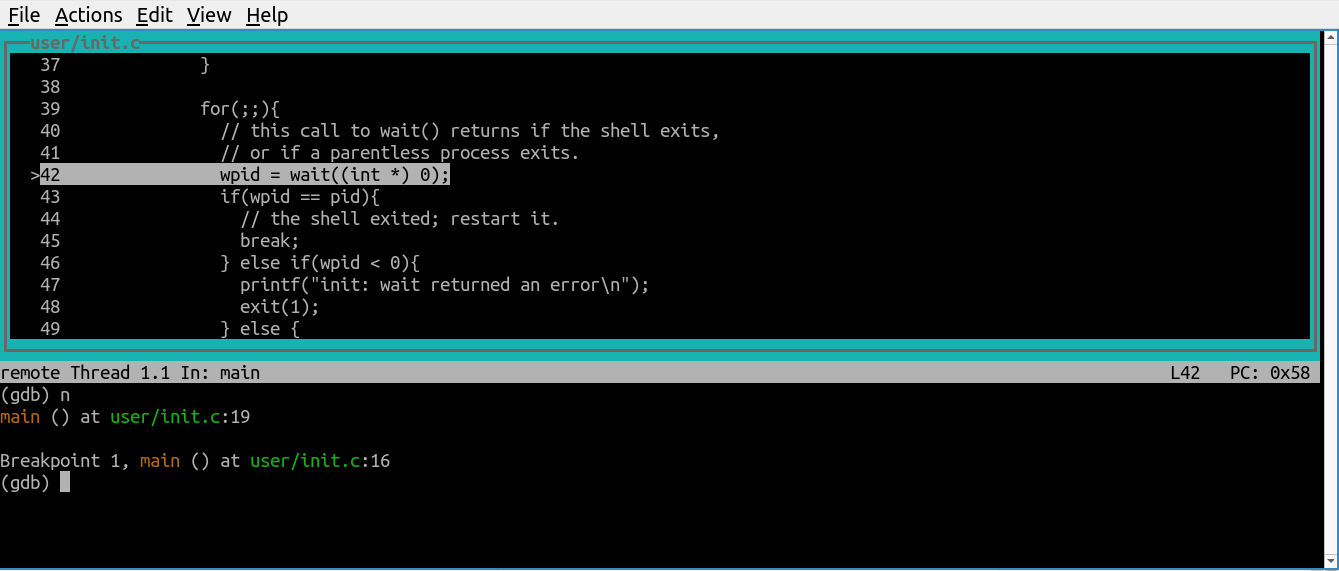 File Actions Edit View Help
user/init.c
37 }
38
39 for(;;){
40 // this call to wait() returns if the shell exits,
41 // or if a parentless process exits.
>42 wpid = wait((int *) 0);
43 if(wpid == pid){
44 // the shell exited; restart it.
45 break;
46 } else if(wpid < 0){
47 printf("init: wait returned an error\n");
48 exit(1);
49 } else {
remote Thread 1.1 In: main L42 PC: 0x58
(gdb) n
main () at user/init.c:19
Breakpoint 1, main () at user/init.c:16
(gdb)